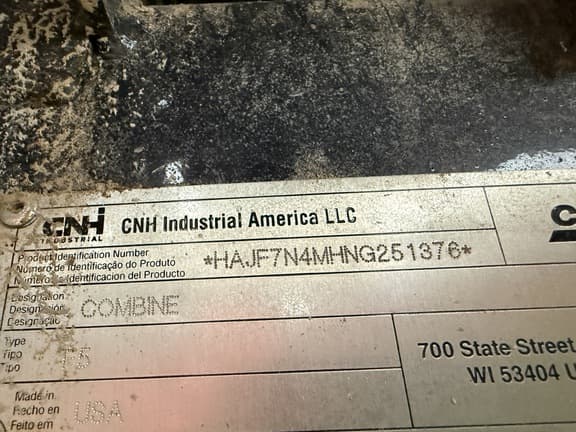 CNH
INDUSTRIAL
CNH Industrial America LLC
Product Identification Number
Número de Identificação do Produto
Número de Identificacion del Producto
*HAJF7N4MHNG251376*
Designation
Designación
Designação
COMBINE
Type
Tipo
Tipo
700 State Street
WI 53404 U
Made in
Hecho en
Feito em
USA